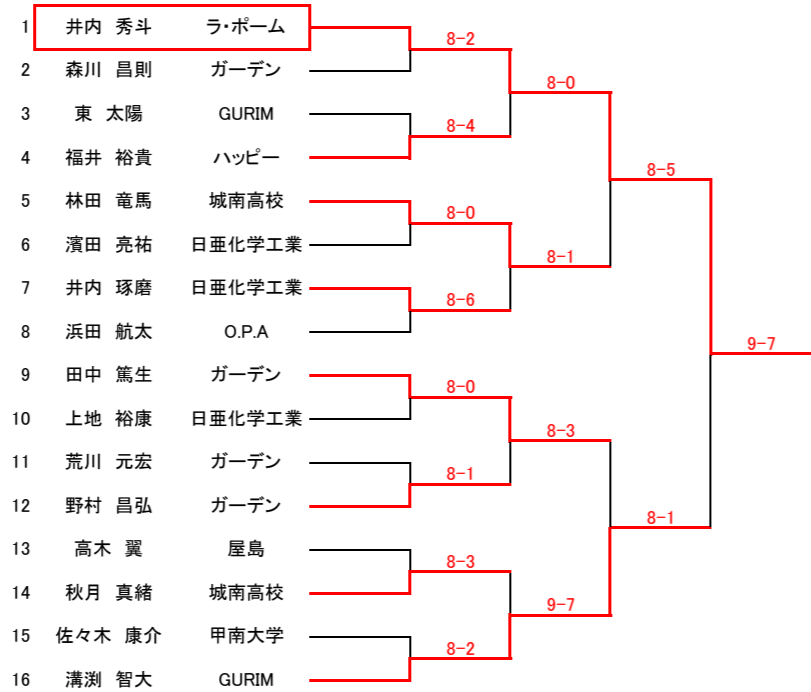 1 井内 秀斗 ラ・ポーム
8-2
2 森川 昌則 ガーデン
8-0
3 東 太陽 GURIM
8-4
4 福井 裕貴 ハッピー
8-5
5 林田 竜馬 城南高校
8-0
6 濱田 亮祐 日亜化学工業
8-1
7 井内 琢磨 日亜化学工業
8-6
8 浜田 航太 O.P.A
9-7
9 田中 篤生 ガーデン
8-0
10 上地 裕康 日亜化学工業
8-3
11 荒川 元宏 ガーデン
8-1
12 野村 昌弘 ガーデン
8-1
13 高木 翼 屋島
8-3
14 秋月 真緒 城南高校
9-7
15 佐々木 康介 甲南大学
8-2
16 溝渕 智大 GURIM